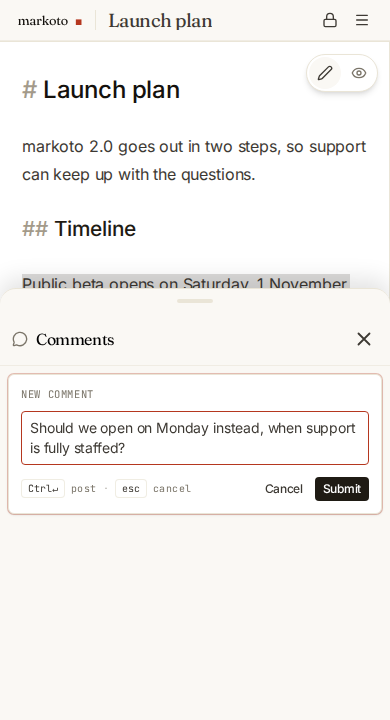 markoto
Launch plan
# Launch plan
markoto 2.0 goes out in two steps, so support
can keep up with the questions.
## Timeline
Public beta opens on Saturday, 1 November
Comments
NEW COMMENT
Should we open on Monday instead, when support
is fully staffed?
Ctrl↵ post · esc cancel
Cancel
Submit